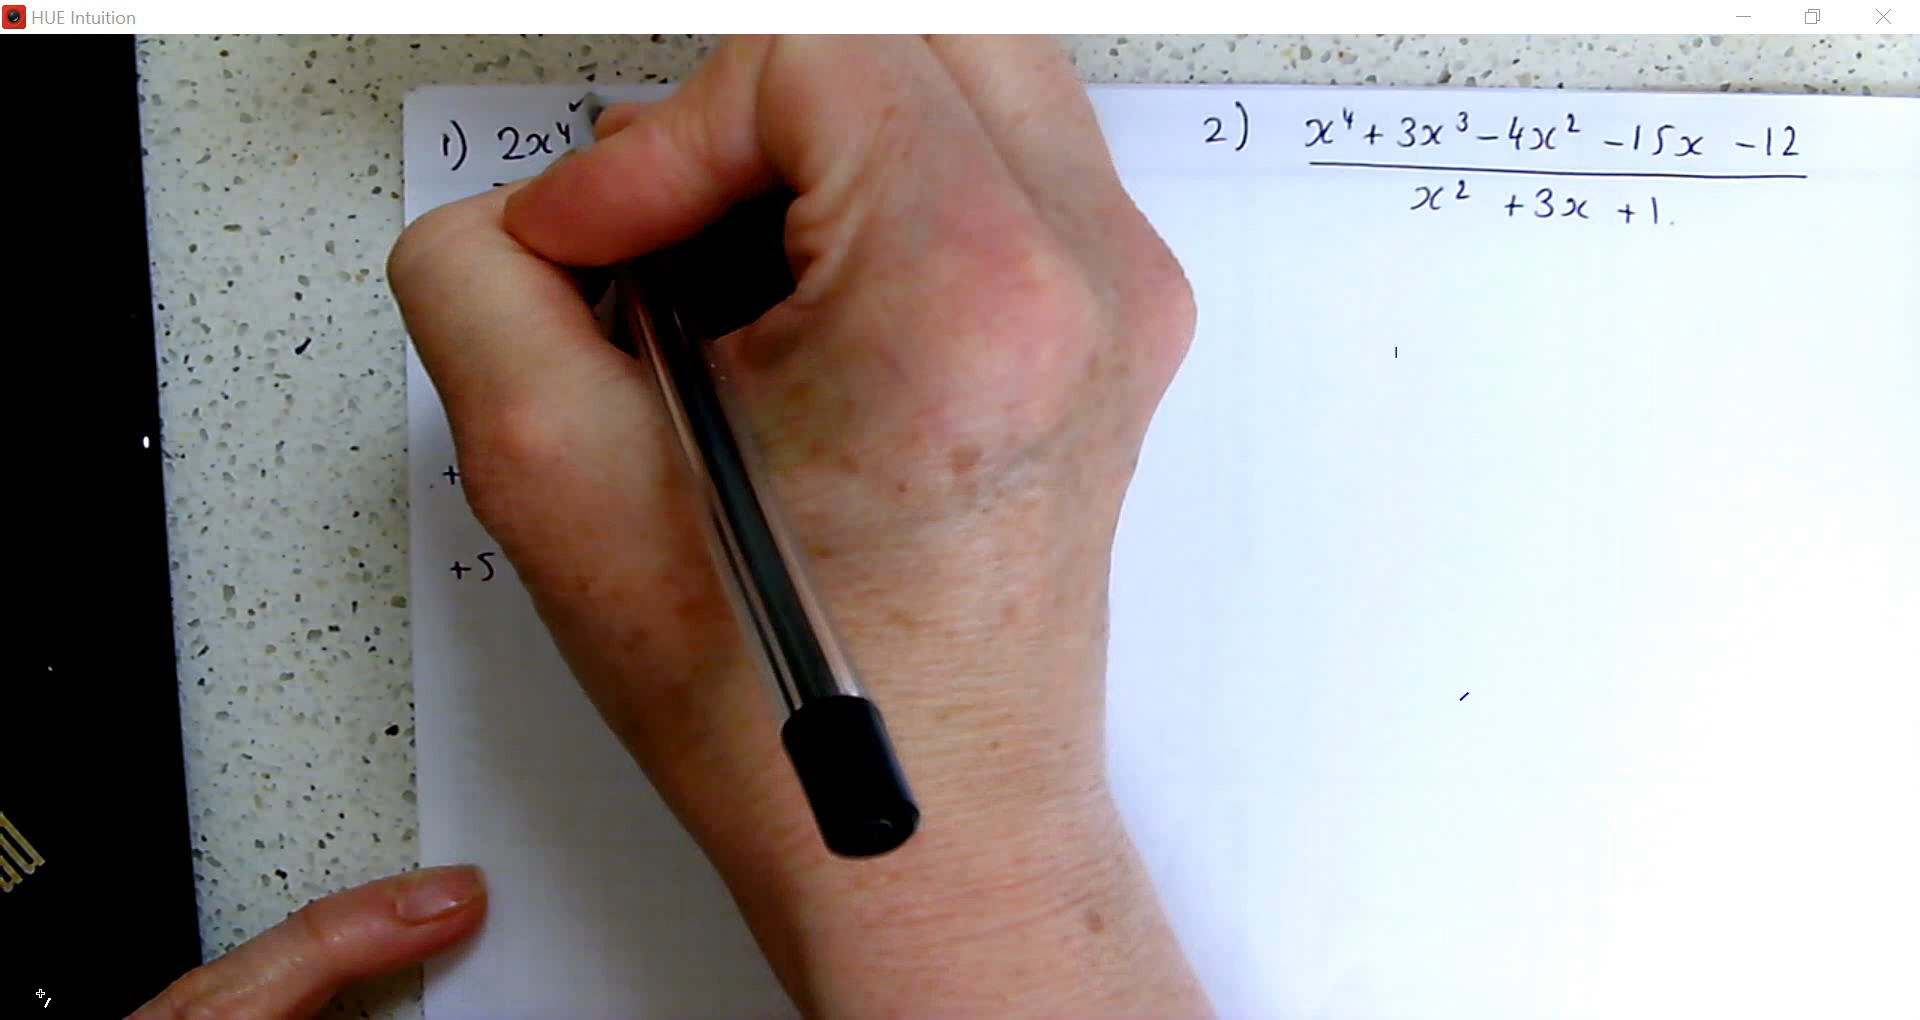 HUE Intuition
1) 2x⁴
+
+5
2) x⁴ + 3x³ - 4x² - 15x - 12
x² + 3x + 1.